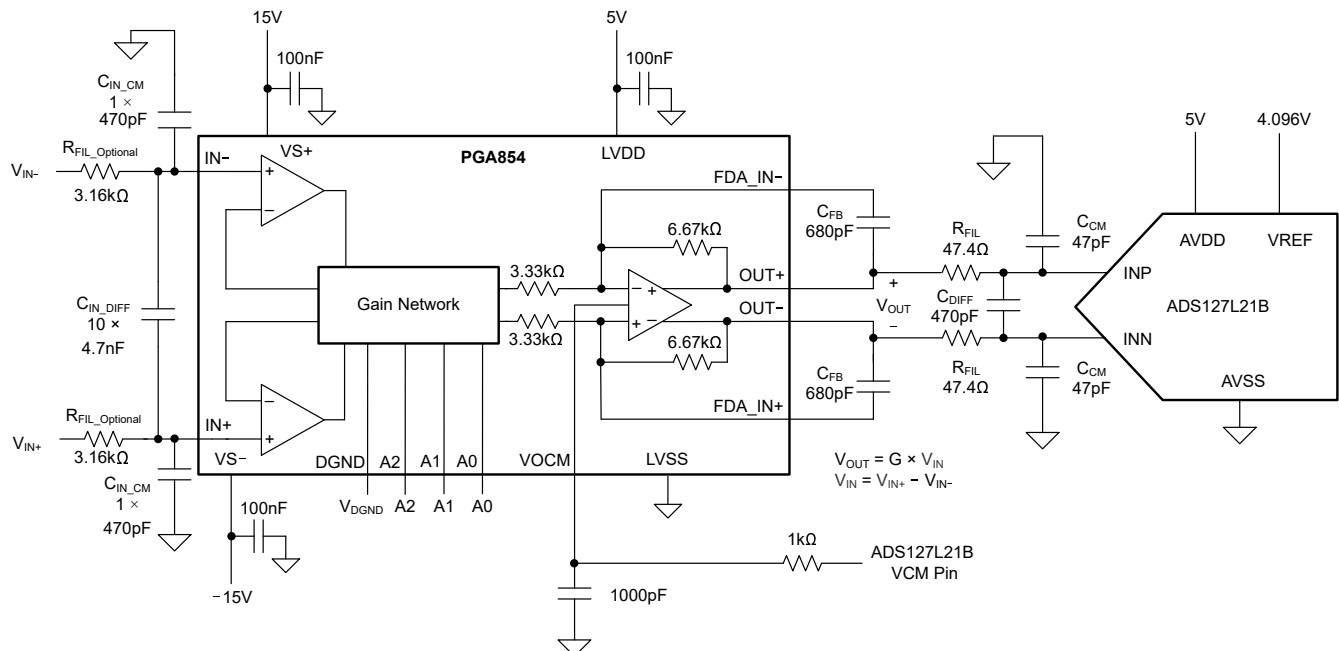 15V
5V
100nF
100nF
C_IN_CM
1 ×
470pF
5V
4.096V
R_FIL_Optional
IN−
VS+
PGA854
LVDD
V_IN−
3.16kΩ
+
−
FDA_IN−
C_FB
680pF
C_CM
47pF
AVDD
VREF
6.67kΩ
R_FIL
47.4Ω
3.33kΩ
OUT+
INP
Gain Network
− +
+ −
+
V_OUT
−
C_DIFF
470pF
ADS127L21B
C_IN_DIFF
10 ×
4.7nF
OUT−
3.33kΩ
6.67kΩ
INN
R_FIL
47.4Ω
C_FB
680pF
C_CM
47pF
AVSS
−
+
R_FIL_Optional
IN+
FDA_IN+
V_IN+
3.16kΩ
VS−
DGND
A2
A1
A0
VOCM
LVSS
V_OUT = G × V_IN
V_IN = V_IN+ − V_IN−
C_IN_CM
1 ×
470pF
100nF
V_DGND
A2
A1
A0
1kΩ
ADS127L21B
VCM Pin
−15V
1000pF